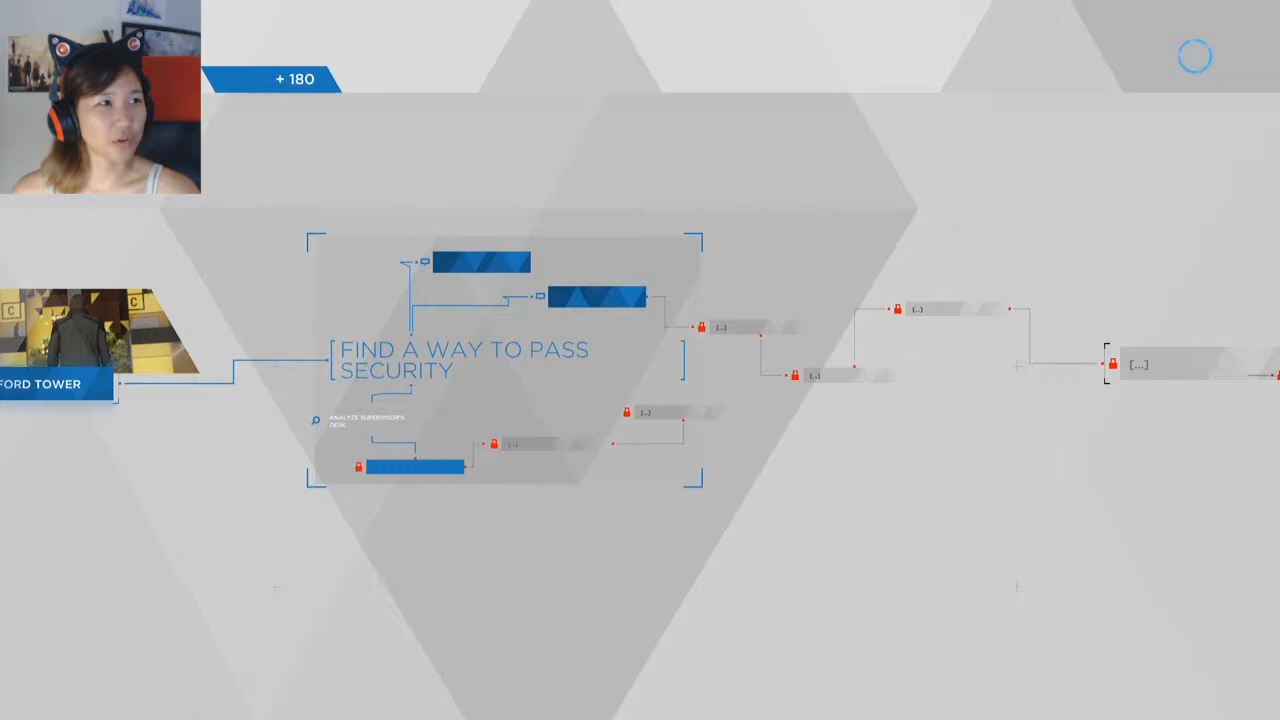 + 180
C
C
FORD TOWER
FIND A WAY TO PASS
SECURITY
ANALYZE SUPERVISOR'S
DESK
[...]
[...]
[...]
[...]
[...]
[...]